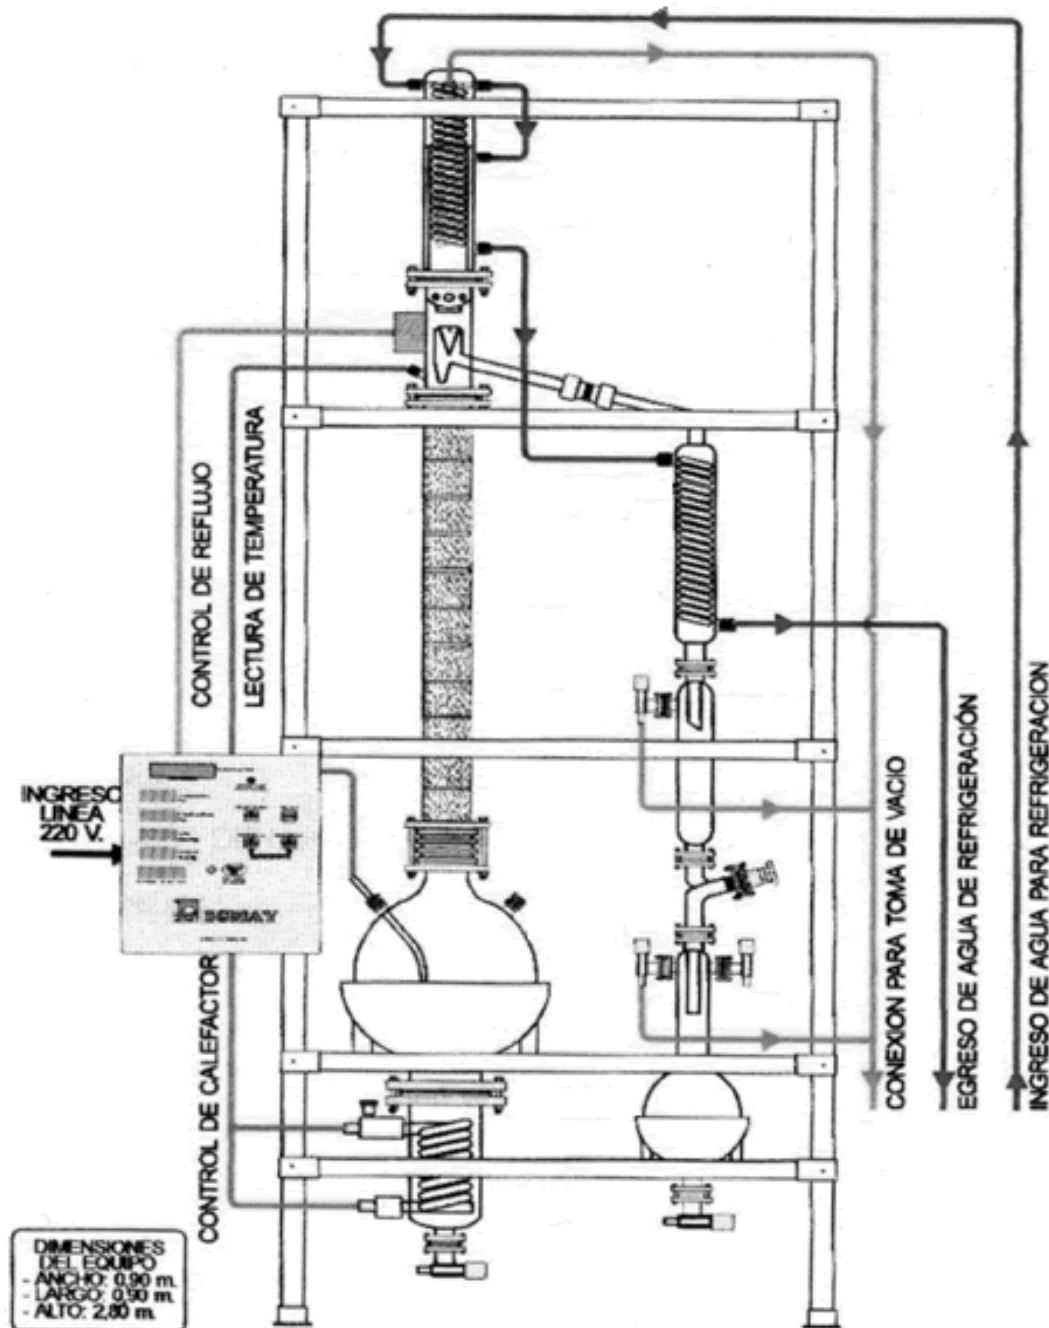 CONTROL DE REFLUJO
LECTURA DE TEMPERATURA
INGRESO
LINEA
220 V.
CONTROL DE CALEFACTOR
CONEXION PARA TOMA DE VACIO
EGRESO DE AGUA DE REFRIGERACIÓN
INGRESO DE AGUA PARA REFRIGERACION
DIMENSIONES
DEL EQUIPO
- ANCHO: 0,90 m.
- LARGO: 0,90 m.
- ALTO: 2,80 m.